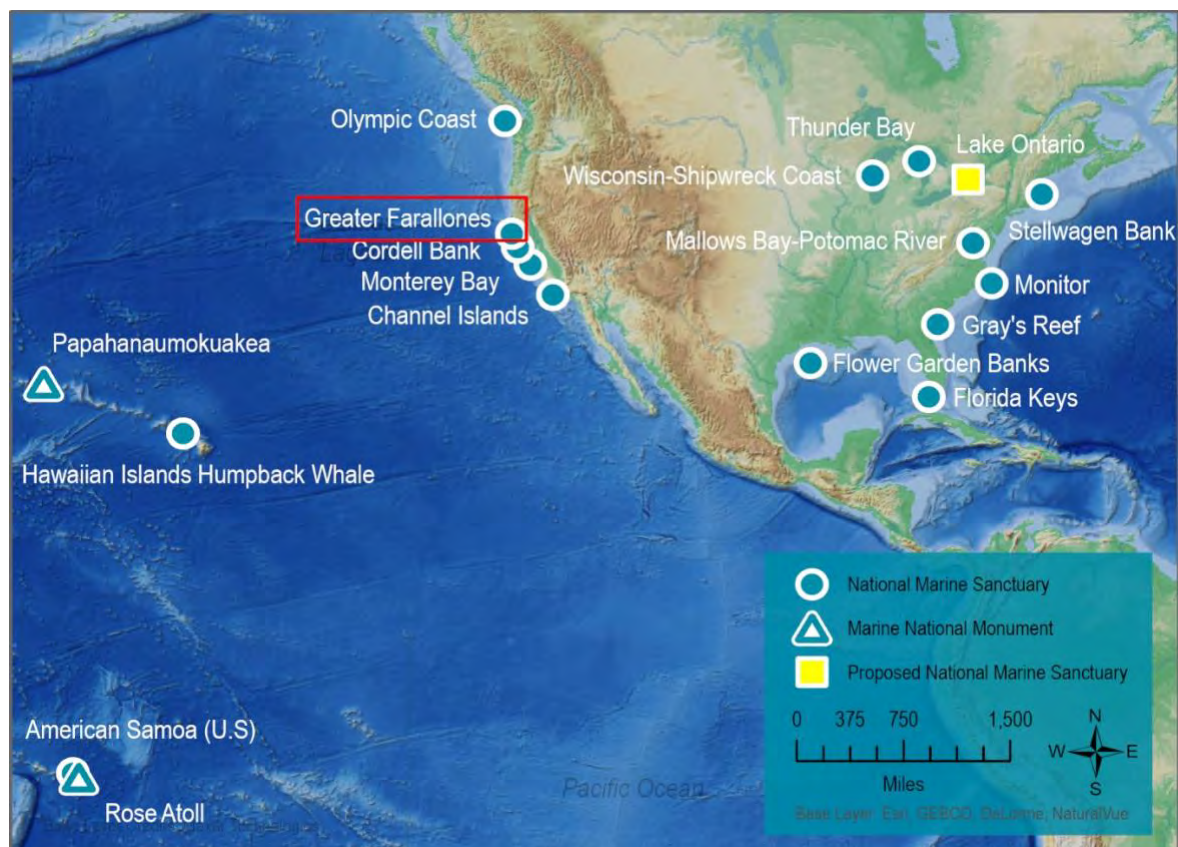 Olympic Coast
Thunder Bay
Lake Ontario
Wisconsin-Shipwreck Coast
Greater Farallones
Stellwagen Bank
Mallows Bay-Potomac River
Cordell Bank
Monterey Bay
Monitor
Channel Islands
Gray's Reef
Papahanaumokuakea
Flower Garden Banks
Florida Keys
Hawaiian Islands Humpback Whale
National Marine Sanctuary
Marine National Monument
Proposed National Marine Sanctuary
0 375 750 1,500
Miles
N
W E
S
American Samoa (U.S)
Rose Atoll
Pacific Ocean
Base Layer: Esri, GEBCO, DeLorme, NaturalVue